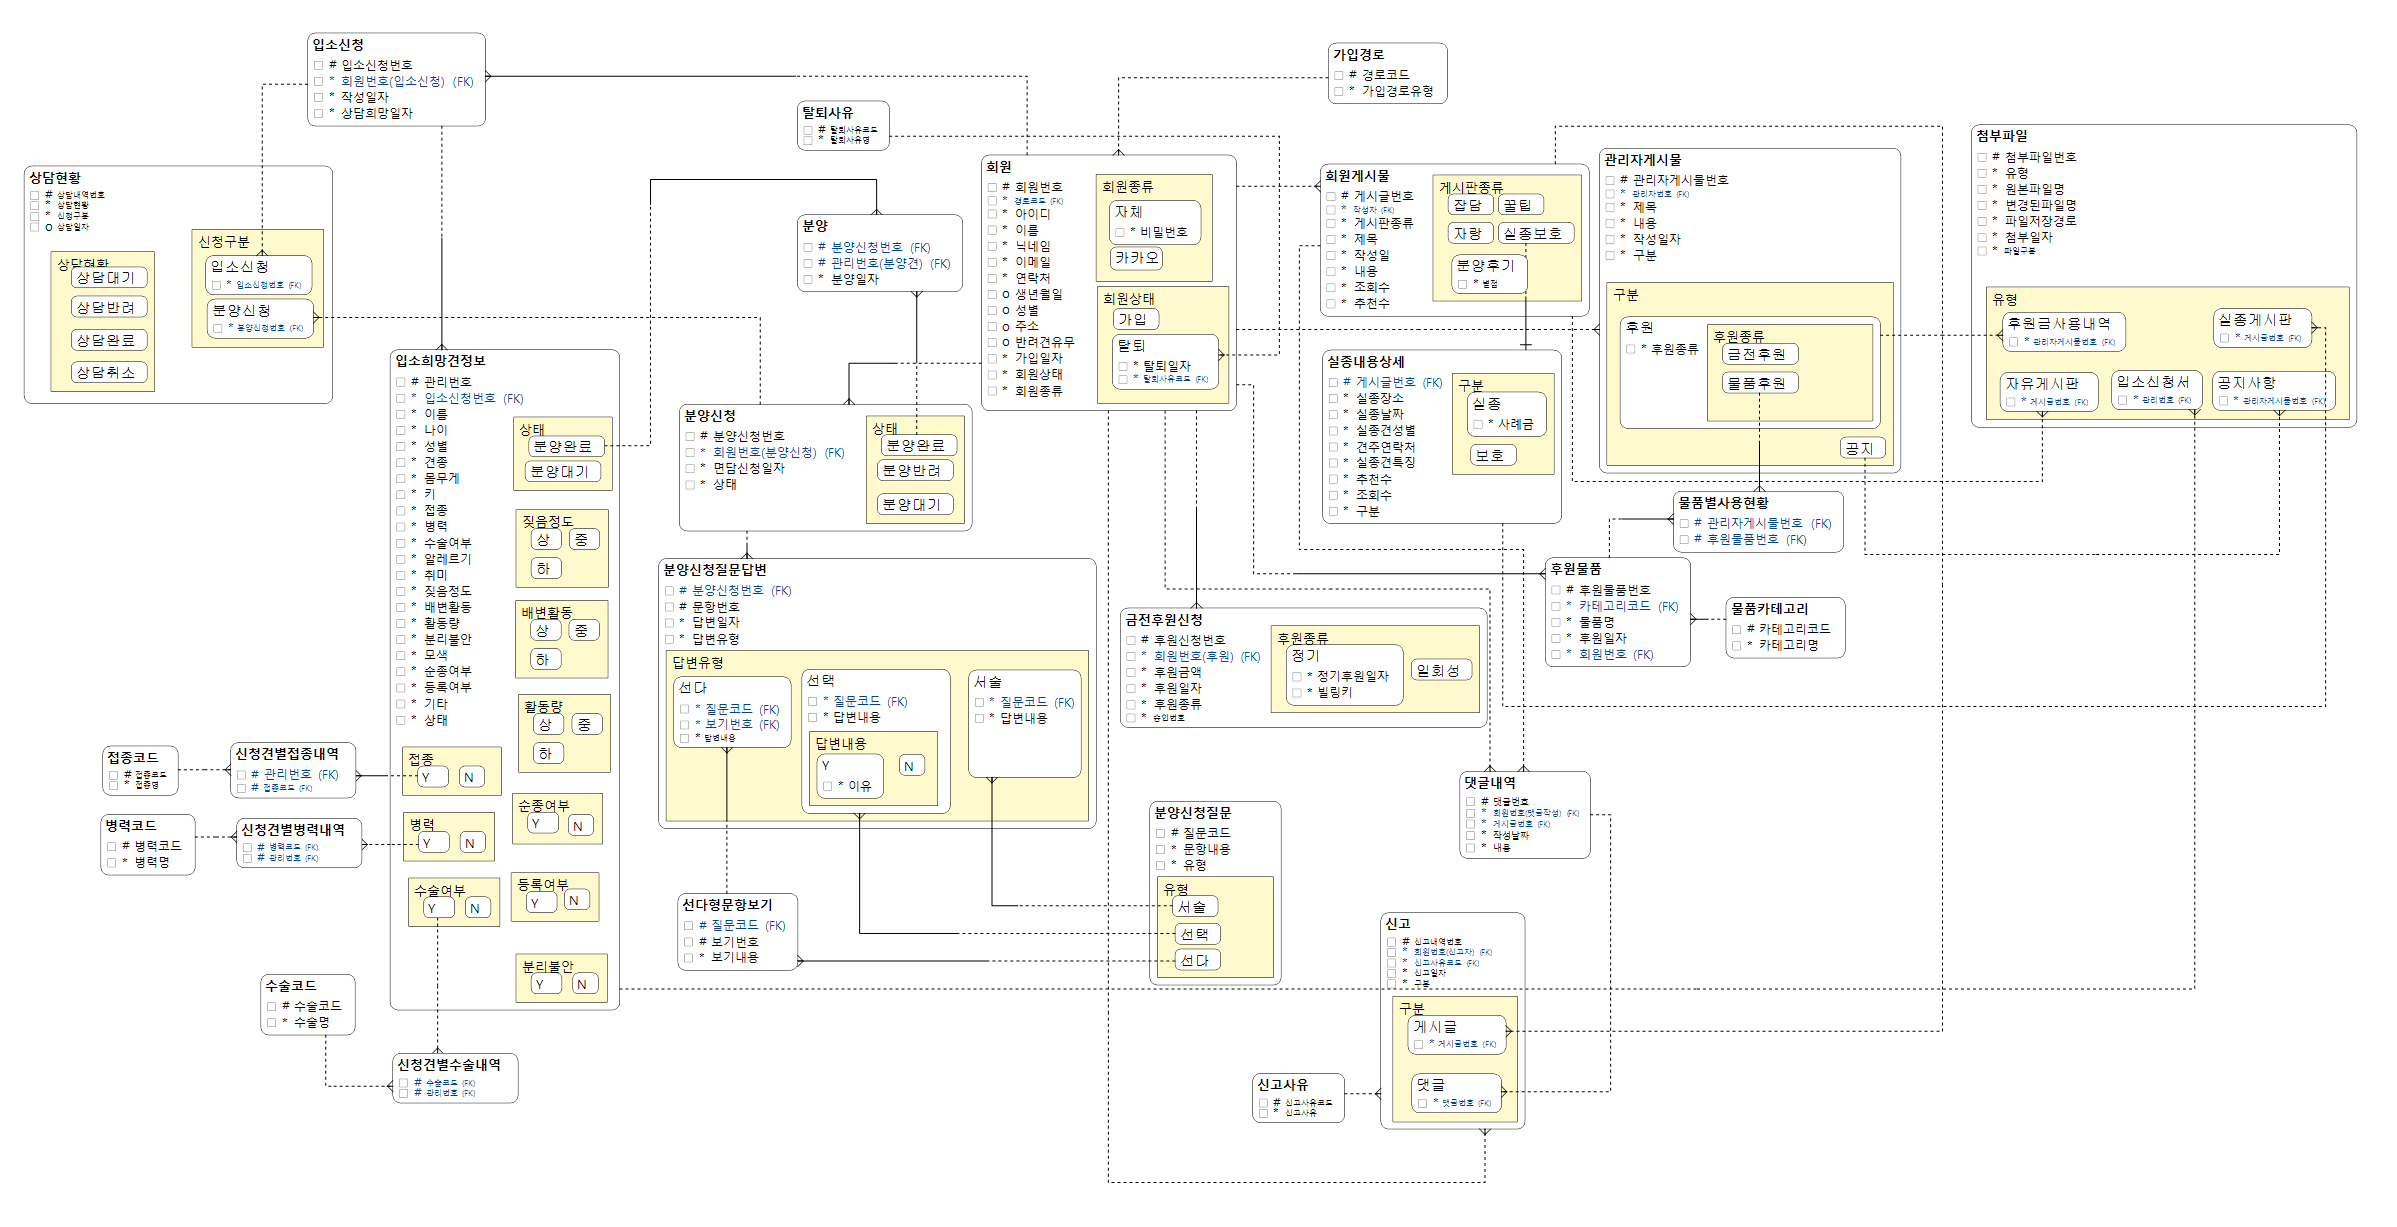 입소신청
# 입소신청번호
* 회원번호(입소신청) (FK)
* 작성일자
* 상담희망일자
가입경로
# 경로코드
* 가입경로유형
탈퇴사유
# 탈퇴사유코드
* 탈퇴사유명
상담현황
# 상담내역번호
* 상담현황
* 신청구분
o 상담일자
상담현황
상담대기
상담반려
상담완료
상담취소
신청구분
입소신청
* 입소신청번호 (FK)
분양신청
* 분양신청번호 (FK)
분양
# 분양신청번호 (FK)
# 관리번호(분양견) (FK)
* 분양일자
회원
# 회원번호
* 경로코드 (FK)
* 아이디
* 이름
* 닉네임
* 이메일
* 연락처
o 생년월일
o 성별
o 주소
o 반려견유무
* 가입일자
* 회원상태
* 회원종류
회원종류
자체
* 비밀번호
카카오
회원상태
가입
탈퇴
* 탈퇴일자
* 탈퇴사유코드 (FK)
회원게시물
# 게시글번호
* 작성자 (FK)
* 게시판종류
* 제목
* 작성일
* 내용
* 조회수
* 추천수
게시판종류
잡담
꿀팁
자랑
실종보호
분양후기
* 별점
관리자게시물
# 관리자게시물번호
* 관리자번호 (FK)
* 제목
* 내용
* 작성일자
* 구분
구분
후원
* 후원종류
후원종류
금전후원
물품후원
공지
첨부파일
# 첨부파일번호
* 유형
* 원본파일명
* 변경된파일명
* 파일저장경로
* 첨부일자
* 파일구분
유형
후원금사용내역
* 관리자게시물번호 (FK)
실종게시판
* 게시글번호 (FK)
자유게시판
* 게시글번호 (FK)
입소신청서
* 관리번호 (FK)
공지사항
* 관리자게시물번호 (FK)
입소희망견정보
# 관리번호
* 입소신청번호 (FK)
* 이름
* 나이
* 성별
* 견종
* 몸무게
* 키
* 접종
* 병력
* 수술여부
* 알레르기
* 취미
* 짖음정도
* 배변활동
* 활동량
* 분리불안
* 모색
* 순종여부
* 등록여부
* 기타
* 상태
상태
분양완료
분양대기
짖음정도
상
중
하
배변활동
상
중
하
활동량
상
중
하
접종
Y
N
순종여부
Y
N
병력
Y
N
수술여부
Y
N
등록여부
Y
N
분리불안
Y
N
분양신청
# 분양신청번호
* 회원번호(분양신청) (FK)
* 면담신청일자
* 상태
상태
분양완료
분양반려
분양대기
실종내용상세
# 게시글번호 (FK)
* 실종장소
* 실종날짜
* 실종견성별
* 견주연락처
* 실종견특징
* 추천수
* 조회수
* 구분
구분
실종
* 사례금
보호
물품별사용현황
# 관리자게시물번호 (FK)
# 후원물품번호 (FK)
후원물품
# 후원물품번호
* 카테고리코드 (FK)
* 물품명
* 후원일자
* 회원번호 (FK)
물품카테고리
# 카테고리코드
* 카테고리명
분양신청질문답변
# 분양신청번호 (FK)
# 문항번호
* 답변일자
* 답변유형
답변유형
선다
* 질문코드 (FK)
* 보기번호 (FK)
* 답변내용
선택
* 질문코드 (FK)
* 답변내용
답변내용
Y
* 이유
N
서술
* 질문코드 (FK)
* 답변내용
금전후원신청
# 후원신청번호
* 회원번호(후원) (FK)
* 후원금액
* 후원일자
* 후원종류
* 승인번호
후원종류
정기
* 정기후원일자
* 빌링키
일회성
접종코드
# 접종코드
* 접종명
신청견별접종내역
# 관리번호 (FK)
# 접종코드 (FK)
병력코드
# 병력코드
* 병력명
신청견별병력내역
# 병력코드 (FK)
# 관리번호 (FK)
수술코드
# 수술코드
* 수술명
신청견별수술내역
# 수술코드 (FK)
# 관리번호 (FK)
선다형문항보기
# 질문코드 (FK)
# 보기번호
* 보기내용
분양신청질문
# 질문코드
* 문항내용
* 유형
유형
서술
선택
선다
댓글내역
# 댓글번호
* 회원번호(댓글작성) (FK)
* 게시글번호 (FK)
* 작성날짜
* 내용
신고
# 신고내역번호
* 회원번호(신고자) (FK)
* 신고사유코드 (FK)
* 신고일자
* 구분
구분
게시글
* 게시글번호 (FK)
댓글
* 댓글번호 (FK)
신고사유
# 신고사유코드
* 신고사유